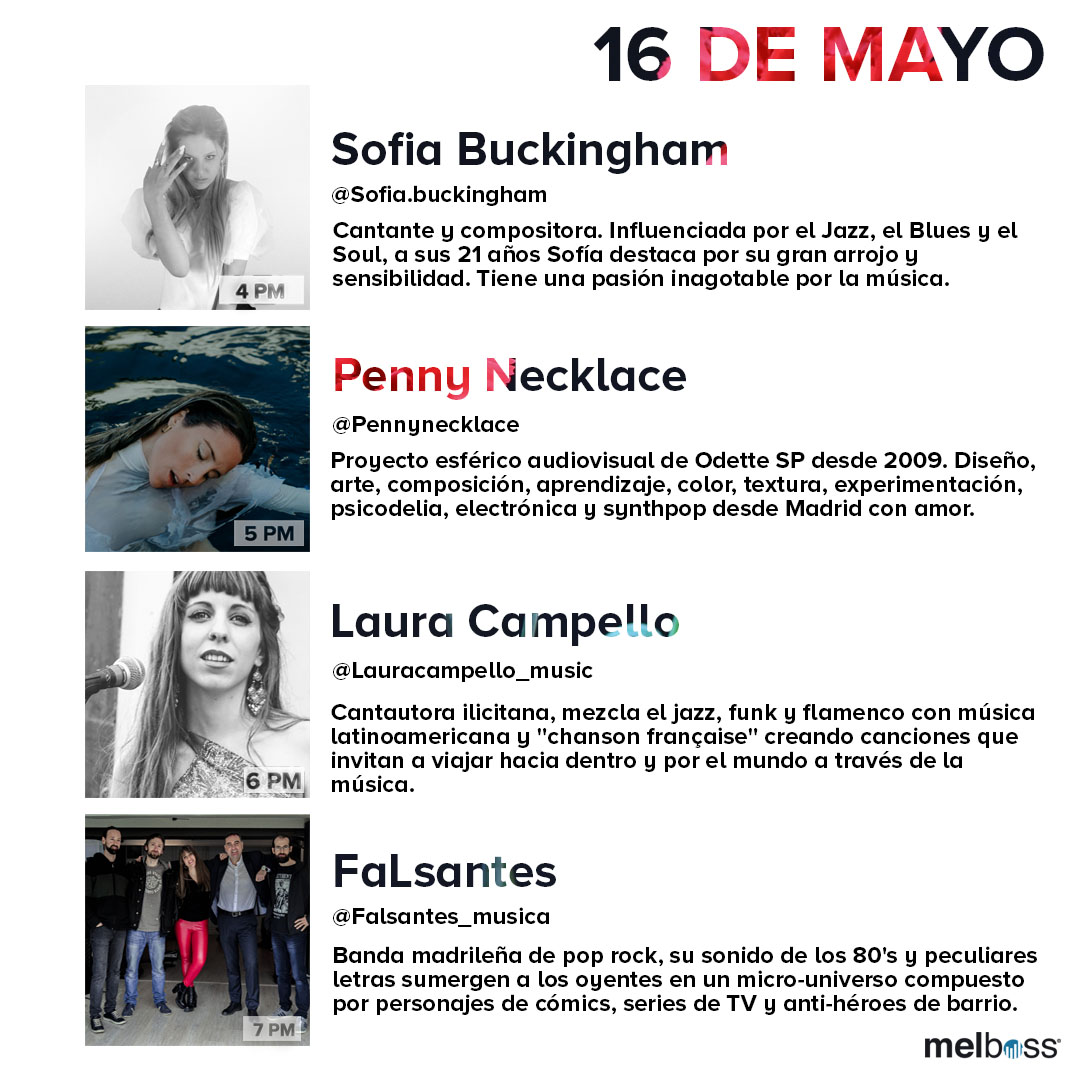 16 DE MAYO
Sofia Buckingham
@Sofia.buckingham
Cantante y compositora. Influenciada por el Jazz, el Blues y el
Soul, a sus 21 años Sofía destaca por su gran arrojo y
sensibilidad. Tiene una pasión inagotable por la música.
4 PM
Penny Necklace
@Pennynecklace
Proyecto esférico audiovisual de Odette SP desde 2009. Diseño,
arte, composición, aprendizaje, color, textura, experimentación,
psicodelia, electrónica y synthpop desde Madrid con amor.
5 PM
Laura Campello
@Lauracampello_music
Cantautora ilicitana, mezcla el jazz, funk y flamenco con música
latinoamericana y "chanson française" creando canciones que
invitan a viajar hacia dentro y por el mundo a través de la
música.
6 PM
FaLsantes
@Falsantes_musica
Banda madrileña de pop rock, su sonido de los 80's y peculiares
letras sumergen a los oyentes en un micro-universo compuesto
por personajes de cómics, series de TV y anti-héroes de barrio.
7 PM
melboss